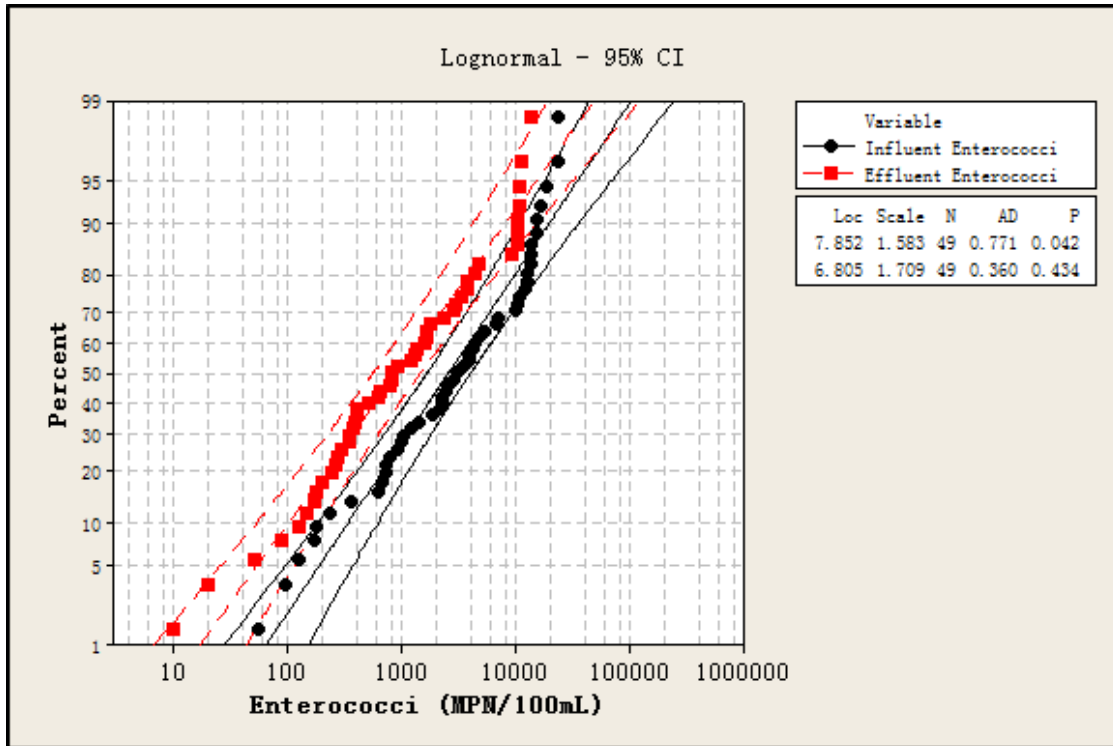 Lognormal - 95% CI
99
95
90
80
70
60
50
40
30
20
10
5
1
Percent
10 100 1000 10000 100000 1000000
Enterococci (MPN/100mL)
Variable
Influent Enterococci
Effluent Enterococci
Loc Scale N AD P
7.852 1.583 49 0.771 0.042
6.805 1.709 49 0.360 0.434